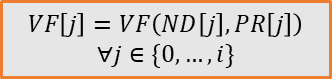 𝑉𝐹[𝑗] = 𝑉𝐹(𝑁𝐷[𝑗], 𝑃𝑅[𝑗])
∀𝑗 ∈ {0, … , 𝑖}